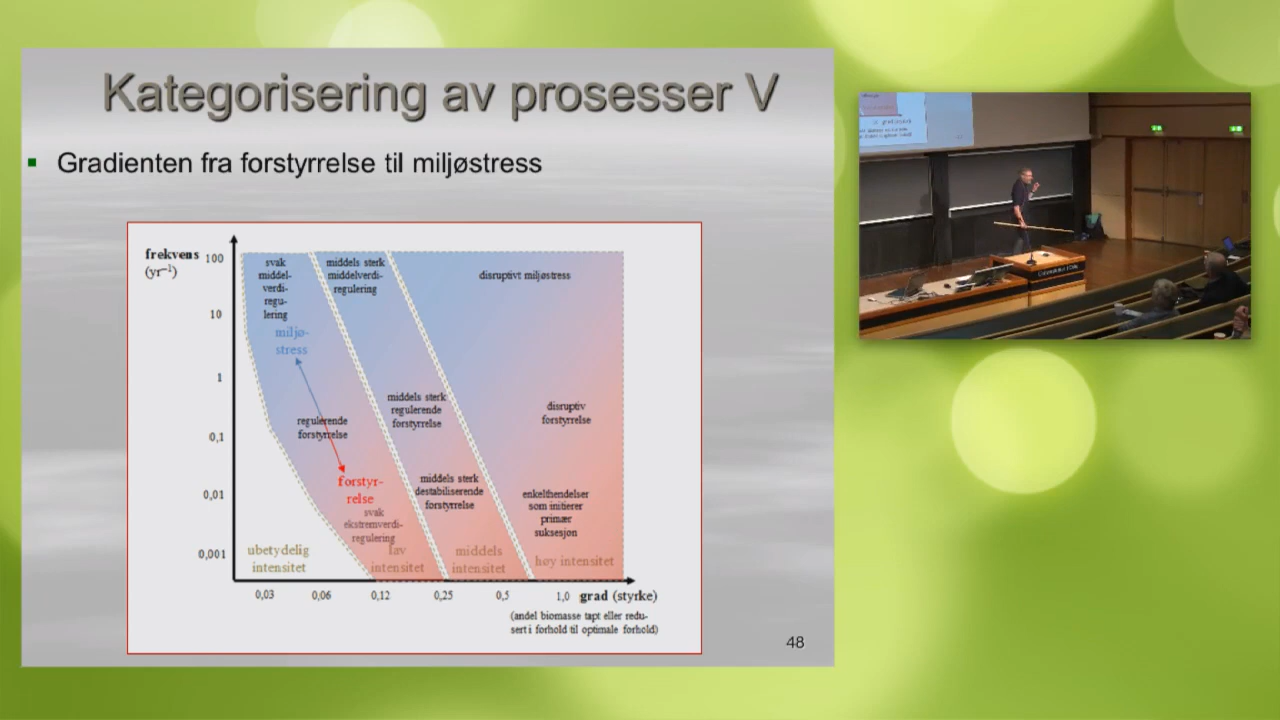 Kategorisering av prosesser V
Gradienten fra forstyrrelse til miljøstress
frekvens
(yr⁻¹)
100
10
1
0,1
0,01
0,001
svak
middel-
verdi-
regu-
lering
middels sterk
middelverdi-
regulering
disruptivt miljøstress
miljø-
stress
regulerende
forstyrrelse
middels sterk
regulerende
forstyrrelse
disruptiv
forstyrrelse
forstyr-
relse
svak
ekstremverdi-
regulering
middels sterk
destabiliserende
forstyrrelse
enkelthendelser
som initierer
primær
suksesjon
ubetydelig
intensitet
lav
intensitet
middels
intensitet
høy intensitet
0,03
0,06
0,12
0,25
0,5
1,0
grad (styrke)
(andel biomasse tapt eller redu-
sert i forhold til optimale forhold)
48